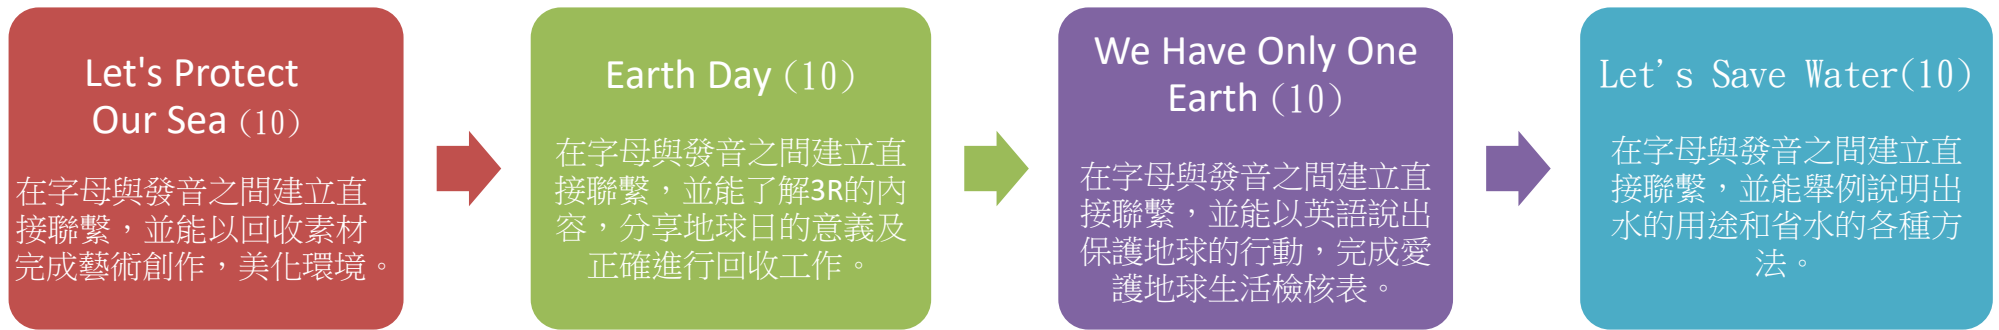 Let's Protect
Our Sea（10）
在字母與發音之間建立直
接聯繫，並能以回收素材
完成藝術創作，美化環境。
Earth Day（10）
在字母與發音之間建立直
接聯繫，並能了解3R的內
容，分享地球日的意義及
正確進行回收工作。
We Have Only One
Earth（10）
在字母與發音之間建立直
接聯繫，並能以英語說出
保護地球的行動，完成愛
護地球生活檢核表。
Let's Save Water(10)
在字母與發音之間建立直
接聯繫，並能舉例說明出
水的用途和省水的各種方
法。